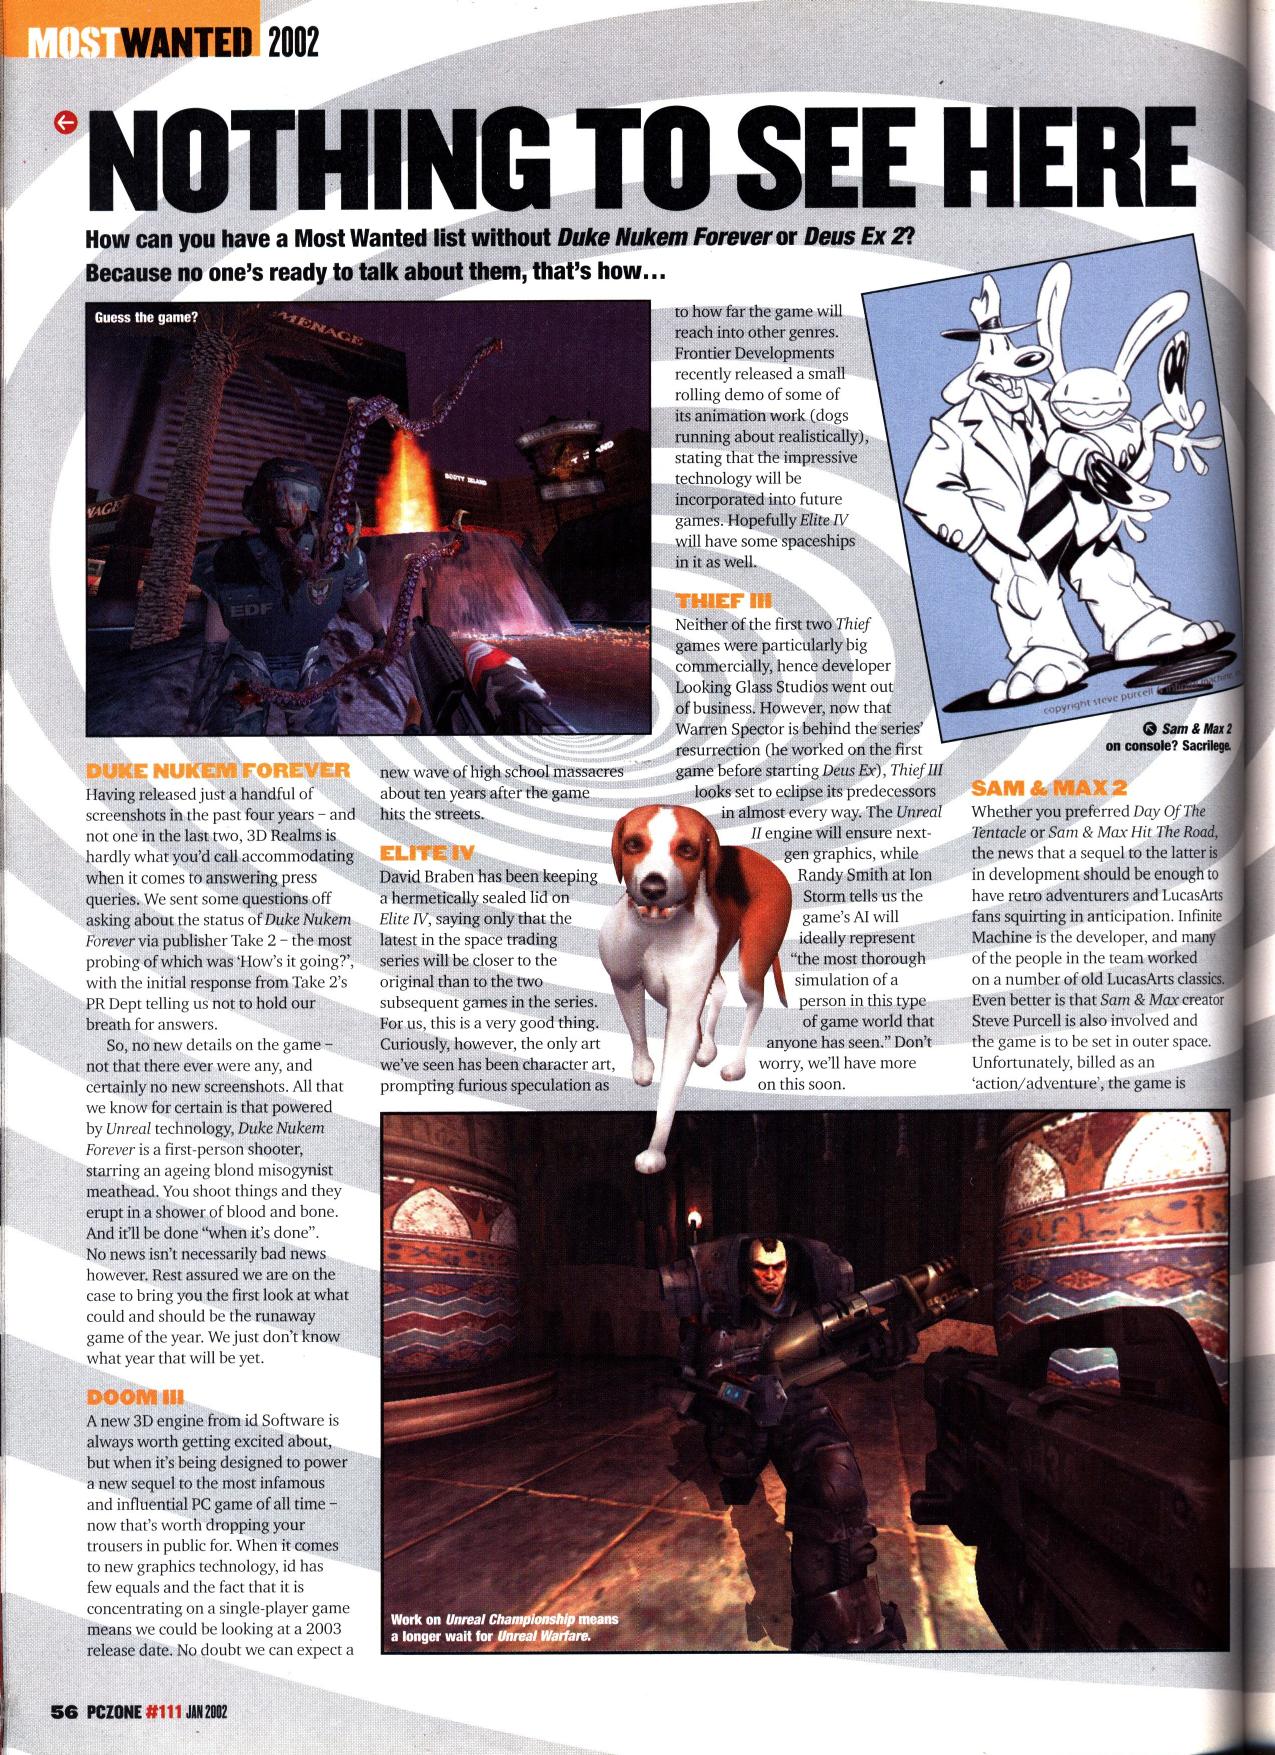 MOSTWANTED 2002
NOTHING TO SEE HERE
How can you have a Most Wanted list without Duke Nukem Forever or Deus Ex 2?
Because no one's ready to talk about them, that's how...
Guess the game?
MENAGE
BOOTY ISLAND
EDF
DUKE NUKEM FOREVER
Having released just a handful of
screenshots in the past four years – and
not one in the last two, 3D Realms is
hardly what you'd call accommodating
when it comes to answering press
queries. We sent some questions off
asking about the status of Duke Nukem
Forever via publisher Take 2 – the most
probing of which was 'How's it going?',
with the initial response from Take 2's
PR Dept telling us not to hold our
breath for answers.
So, no new details on the game –
not that there ever were any, and
certainly no new screenshots. All that
we know for certain is that powered
by Unreal technology, Duke Nukem
Forever is a first-person shooter,
starring an ageing blond misogynist
meathead. You shoot things and they
erupt in a shower of blood and bone.
And it'll be done "when it's done".
No news isn't necessarily bad news
however. Rest assured we are on the
case to bring you the first look at what
could and should be the runaway
game of the year. We just don't know
what year that will be yet.
DOOM III
A new 3D engine from id Software is
always worth getting excited about,
but when it's being designed to power
a new sequel to the most infamous
and influential PC game of all time –
now that's worth dropping your
trousers in public for. When it comes
to new graphics technology, id has
few equals and the fact that it is
concentrating on a single-player game
means we could be looking at a 2003
release date. No doubt we can expect a
new wave of high school massacres
about ten years after the game
hits the streets.
ELITE IV
David Braben has been keeping
a hermetically sealed lid on
Elite IV, saying only that the
latest in the space trading
series will be closer to the
original than to the two
subsequent games in the series.
For us, this is a very good thing.
Curiously, however, the only art
we've seen has been character art,
prompting furious speculation as
to how far the game will
reach into other genres.
Frontier Developments
recently released a small
rolling demo of some of
its animation work (dogs
running about realistically),
stating that the impressive
technology will be
incorporated into future
games. Hopefully Elite IV
will have some spaceships
in it as well.
THIEF III
Neither of the first two Thief
games were particularly big
commercially, hence developer
Looking Glass Studios went out
of business. However, now that
Warren Spector is behind the series'
resurrection (he worked on the first
game before starting Deus Ex), Thief III
looks set to eclipse its predecessors
in almost every way. The Unreal
II engine will ensure next-
gen graphics, while
Randy Smith at Ion
Storm tells us the
game's AI will
ideally represent
"the most thorough
simulation of a
person in this type
of game world that
anyone has seen." Don't
worry, we'll have more
on this soon.
copyright steve purcell
Sam & Max 2
on console? Sacrilege.
SAM & MAX 2
Whether you preferred Day Of The
Tentacle or Sam & Max Hit The Road,
the news that a sequel to the latter is
in development should be enough to
have retro adventurers and LucasArts
fans squirting in anticipation. Infinite
Machine is the developer, and many
of the people in the team worked
on a number of old LucasArts classics.
Even better is that Sam & Max creator
Steve Purcell is also involved and
the game is to be set in outer space.
Unfortunately, billed as an
'action/adventure', the game is
Work on Unreal Championship means
a longer wait for Unreal Warfare.
56 PCZONE #111 JAN 2002